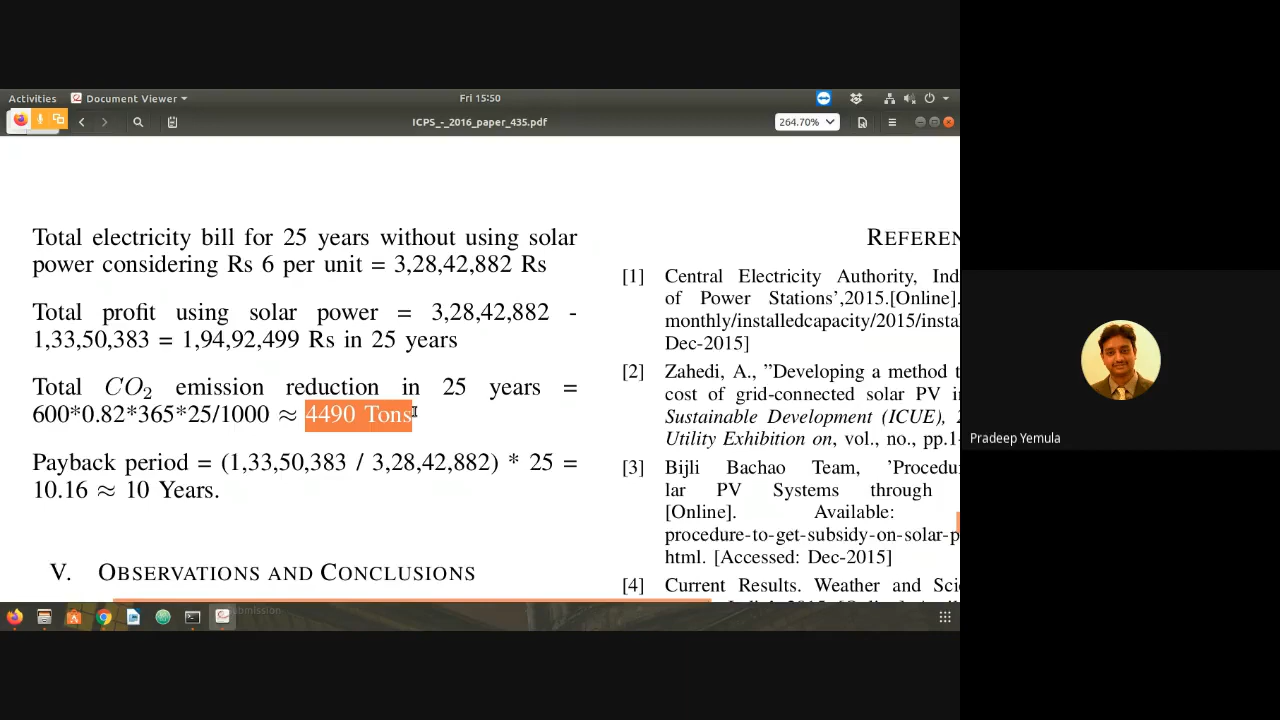 Activities Document Viewer Fri 15:50
ICPS_-_2016_paper_435.pdf 264.70%
Total electricity bill for 25 years without using solar
power considering Rs 6 per unit = 3,28,42,882 Rs
Total profit using solar power = 3,28,42,882 -
1,33,50,383 = 1,94,92,499 Rs in 25 years
Total CO₂ emission reduction in 25 years =
600*0.82*365*25/1000 ≈ 4490 Tons
Payback period = (1,33,50,383 / 3,28,42,882) * 25 =
10.16 ≈ 10 Years.
V. OBSERVATIONS AND CONCLUSIONS
REFEREN
[1] Central Electricity Authority, Ind
of Power Stations',2015.[Online].
monthly/installedcapacity/2015/insta
Dec-2015]
[2] Zahedi, A., "Developing a method t
cost of grid-connected solar PV in
Sustainable Development (ICUE), 2
Utility Exhibition on, vol., no., pp.1-
[3] Bijli Bachao Team, 'Procedu
lar PV Systems through
[Online]. Available:
procedure-to-get-subsidy-on-solar-p
html. [Accessed: Dec-2015]
[4] Current Results. Weather and Sci
Pradeep Yemula